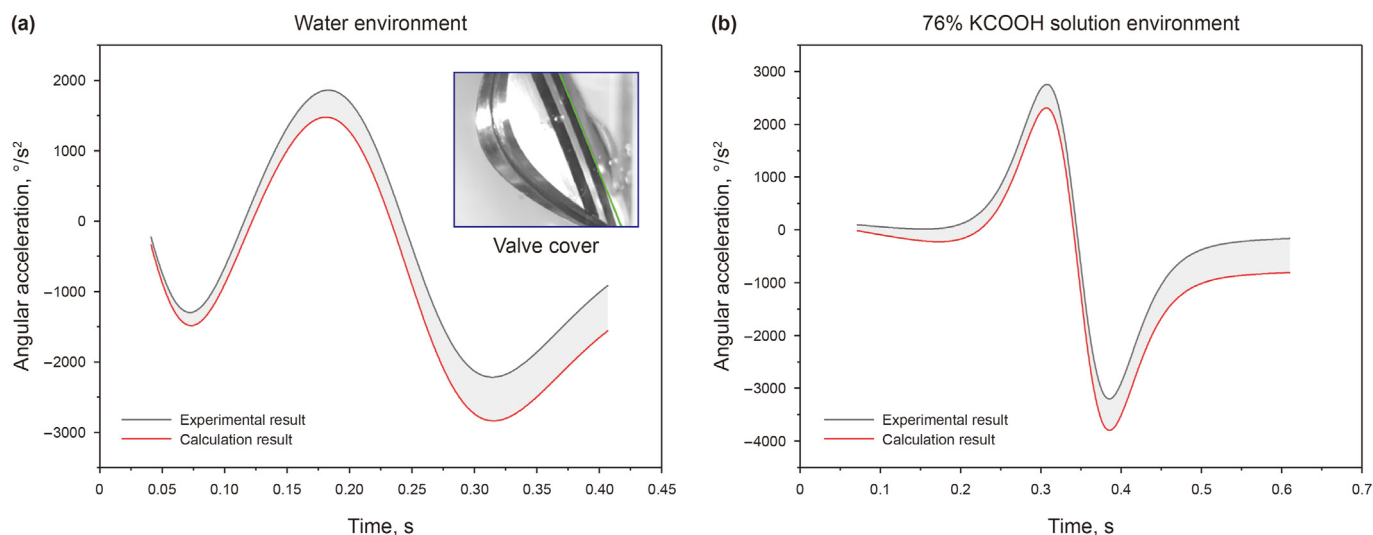 (a)
Water environment
Angular acceleration, °/s²
2000
1000
0
−1000
−2000
−3000
Valve cover
Experimental result
Calculation result
0
0.05
0.10
0.15
0.20
0.25
0.30
0.35
0.40
0.45
Time, s
(b)
76% KCOOH solution environment
Angular acceleration, °/s²
3000
2000
1000
0
−1000
−2000
−3000
−4000
Experimental result
Calculation result
0
0.1
0.2
0.3
0.4
0.5
0.6
0.7
Time, s